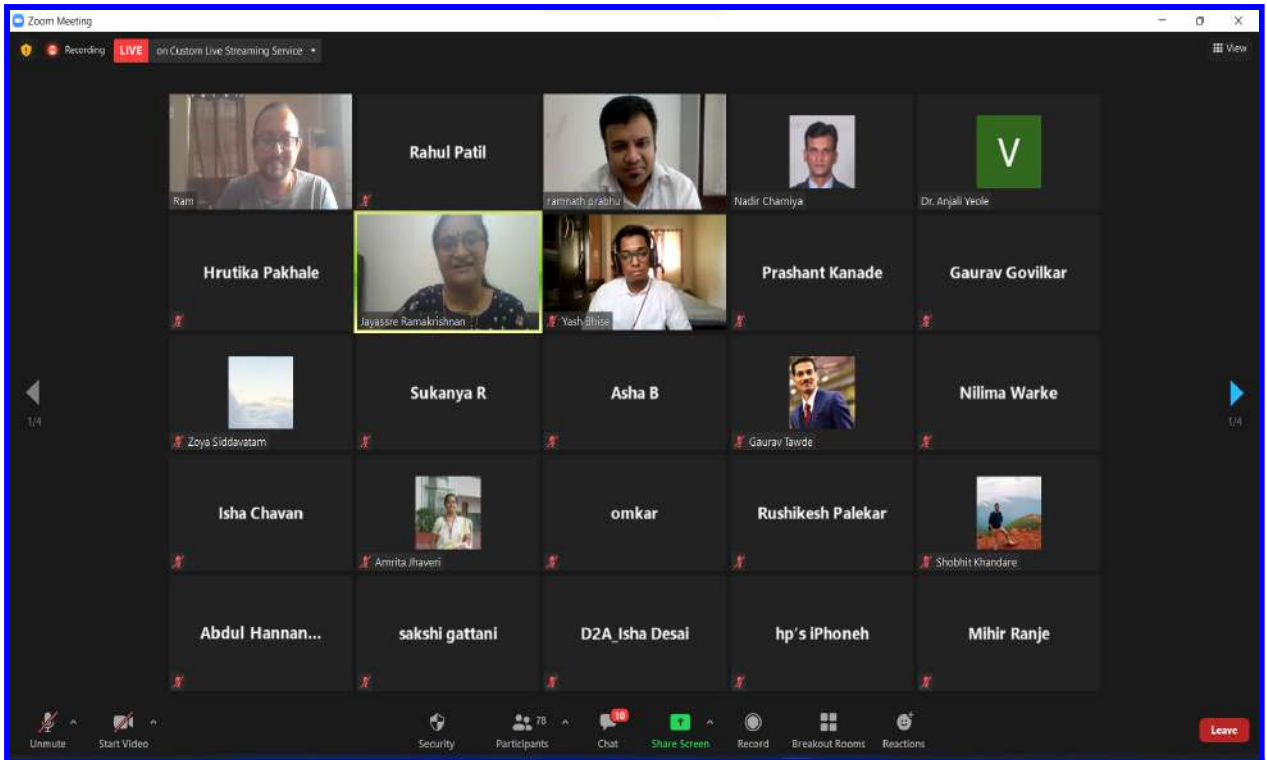 Zoom Meeting
Recording LIVE on Custom Live Streaming Service
View
Ram
Rahul Patil
ramnath prabhu
Nadir Charniya
V
Dr. Anjali Yeole
Hrutika Pakhale
Jayassre Ramakrishnan
Yash Bhise
Prashant Kanade
Gaurav Govilkar
Zoya Siddavatam
Sukanya R
Asha B
Gaurav Tawde
Nilima Warke
1/4
1/4
Isha Chavan
Amrita Jhaveri
omkar
Rushikesh Palekar
Shobhit Khandare
Abdul Hannan...
sakshi gattani
D2A_Isha Desai
hp's iPhoneh
Mihir Ranje
Unmute
Start Video
Security
78
Participants
10
Chat
Share Screen
Record
Breakout Rooms
Reactions
Leave